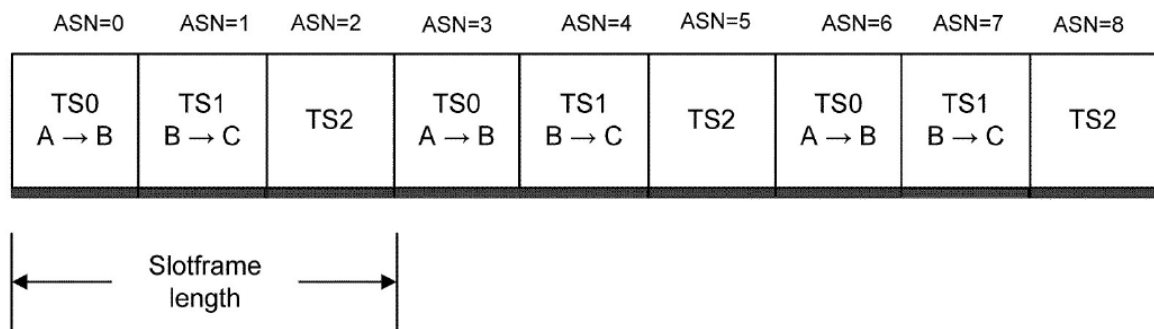 ASN=0 ASN=1 ASN=2 ASN=3 ASN=4 ASN=5 ASN=6 ASN=7 ASN=8
TS0 TS1 TS2 TS0 TS1 TS2 TS0 TS1 TS2
A → B B → C A → B B → C A → B B → C
Slotframe
length